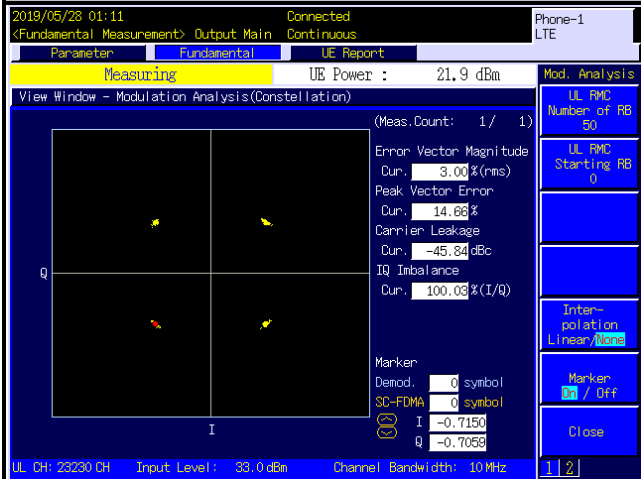 2019/05/28 01:11 Connected Phone-1
<Fundamental Measurement> Output Main Continuous LTE
Parameter Fundamental UE Report
Measuring UE Power : 21.9 dBm Mod. Analysis
View Window - Modulation Analysis(Constellation)
(Meas.Count: 1/ 1)
Error Vector Magnitude
Cur. 3.00 %(rms)
Peak Vector Error
Cur. 14.66 %
Carrier Leakage
Cur. -45.84 dBc
IQ Imbalance
Cur. 100.03 %(I/Q)
Q
I
Marker
Demod. 0 symbol
SC-FDMA 0 symbol
I -0.7150
Q -0.7059
UL RMC
Number of RB
50
UL RMC
Starting RB
0
Inter-
polation
Linear/None
Marker
On / Off
Close
UL CH: 23230 CH Input Level: 33.0 dBm Channel Bandwidth: 10 MHz 1 2